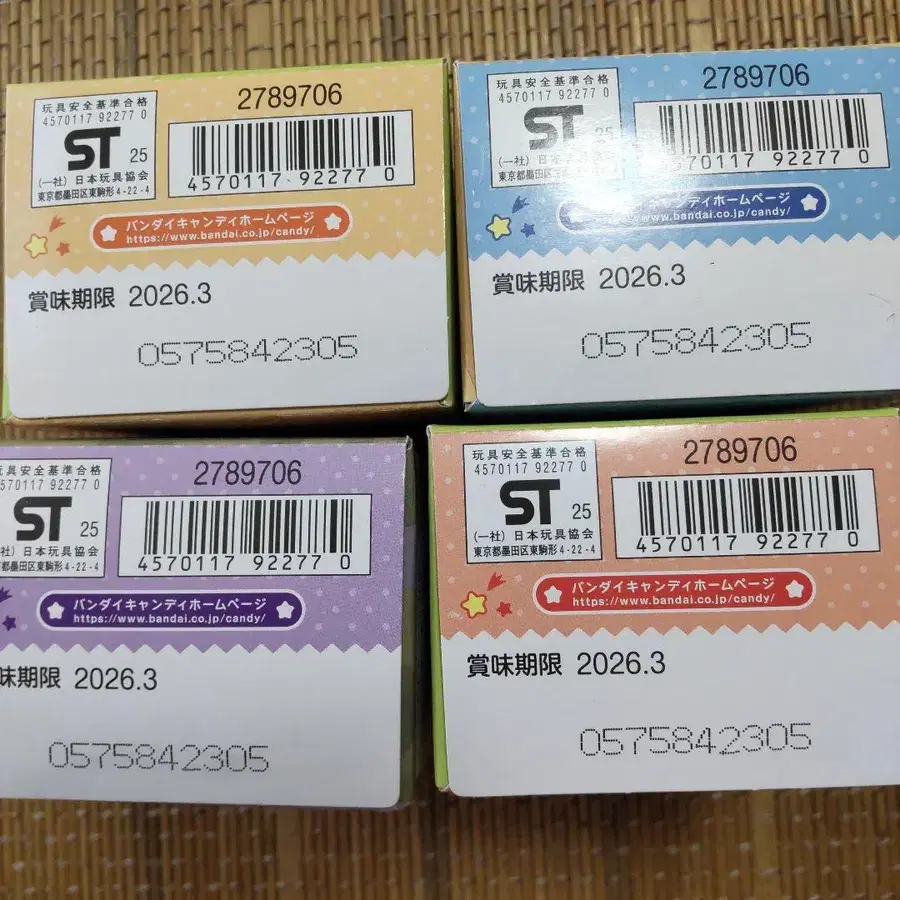 玩具安全基準合格
4570117 92277 0
ST 25
(一社) 日本玩具協会
東京都墨田区東駒形4-22-4
2789706
4570117 92277 0
バンダイキャンディホームページ
https://www.bandai.co.jp/candy/
賞味期限 2026.3
0575842305
玩具安全基準合格
4570117 92277 0
ST 25
(一社) 日本
東京都墨田区
2789706
4570117 92277 0
キャンディホームページ
www.bandai.co.jp/candy/
賞味期限 2026.3
0575842305
玩具安全基準合格
570117 92277 0
ST 25
社) 日本玩具協会
京都墨田区東駒形4-22-4
2789706
4570117 92277 0
バンダイキャンディホームページ
https://www.bandai.co.jp/candy/
味期限 2026.3
0575842305
玩具安全基準合格
4570117 92277 0
ST 25
(一社) 日本玩具協会
東京都墨田区東駒形4-22-4
2789706
4570117 92277 0
バンダイキャンディホームページ
https://www.bandai.co.jp/candy/
賞味期限 2026.3
0575842305